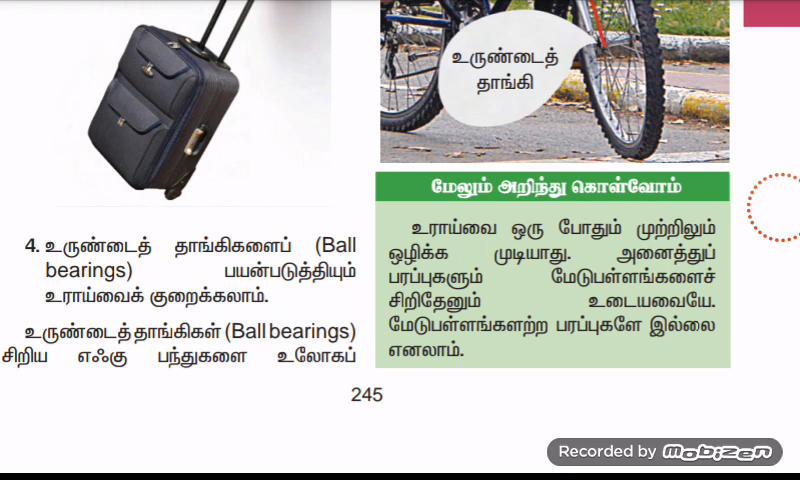 4. உருண்டைத் தாங்கிகளைப் (Ball
bearings) பயன்படுத்தியும்
உராய்வைக் குறைக்கலாம்.
உருண்டைத் தாங்கிகள் (Ball bearings)
சிறிய எஃகு பந்துகளை உலோகப்
உருண்டைத்
தாங்கி
மேலும் அறிந்து கொள்வோம்
உராய்வை ஒரு போதும் முற்றிலும்
ஒழிக்க முடியாது. அனைத்துப்
பரப்புகளும் மேடுபள்ளங்களைச்
சிறிதேனும் உடையவையே.
மேடுபள்ளங்களற்ற பரப்புகளே இல்லை
எனலாம்.
245
Recorded by mobizen